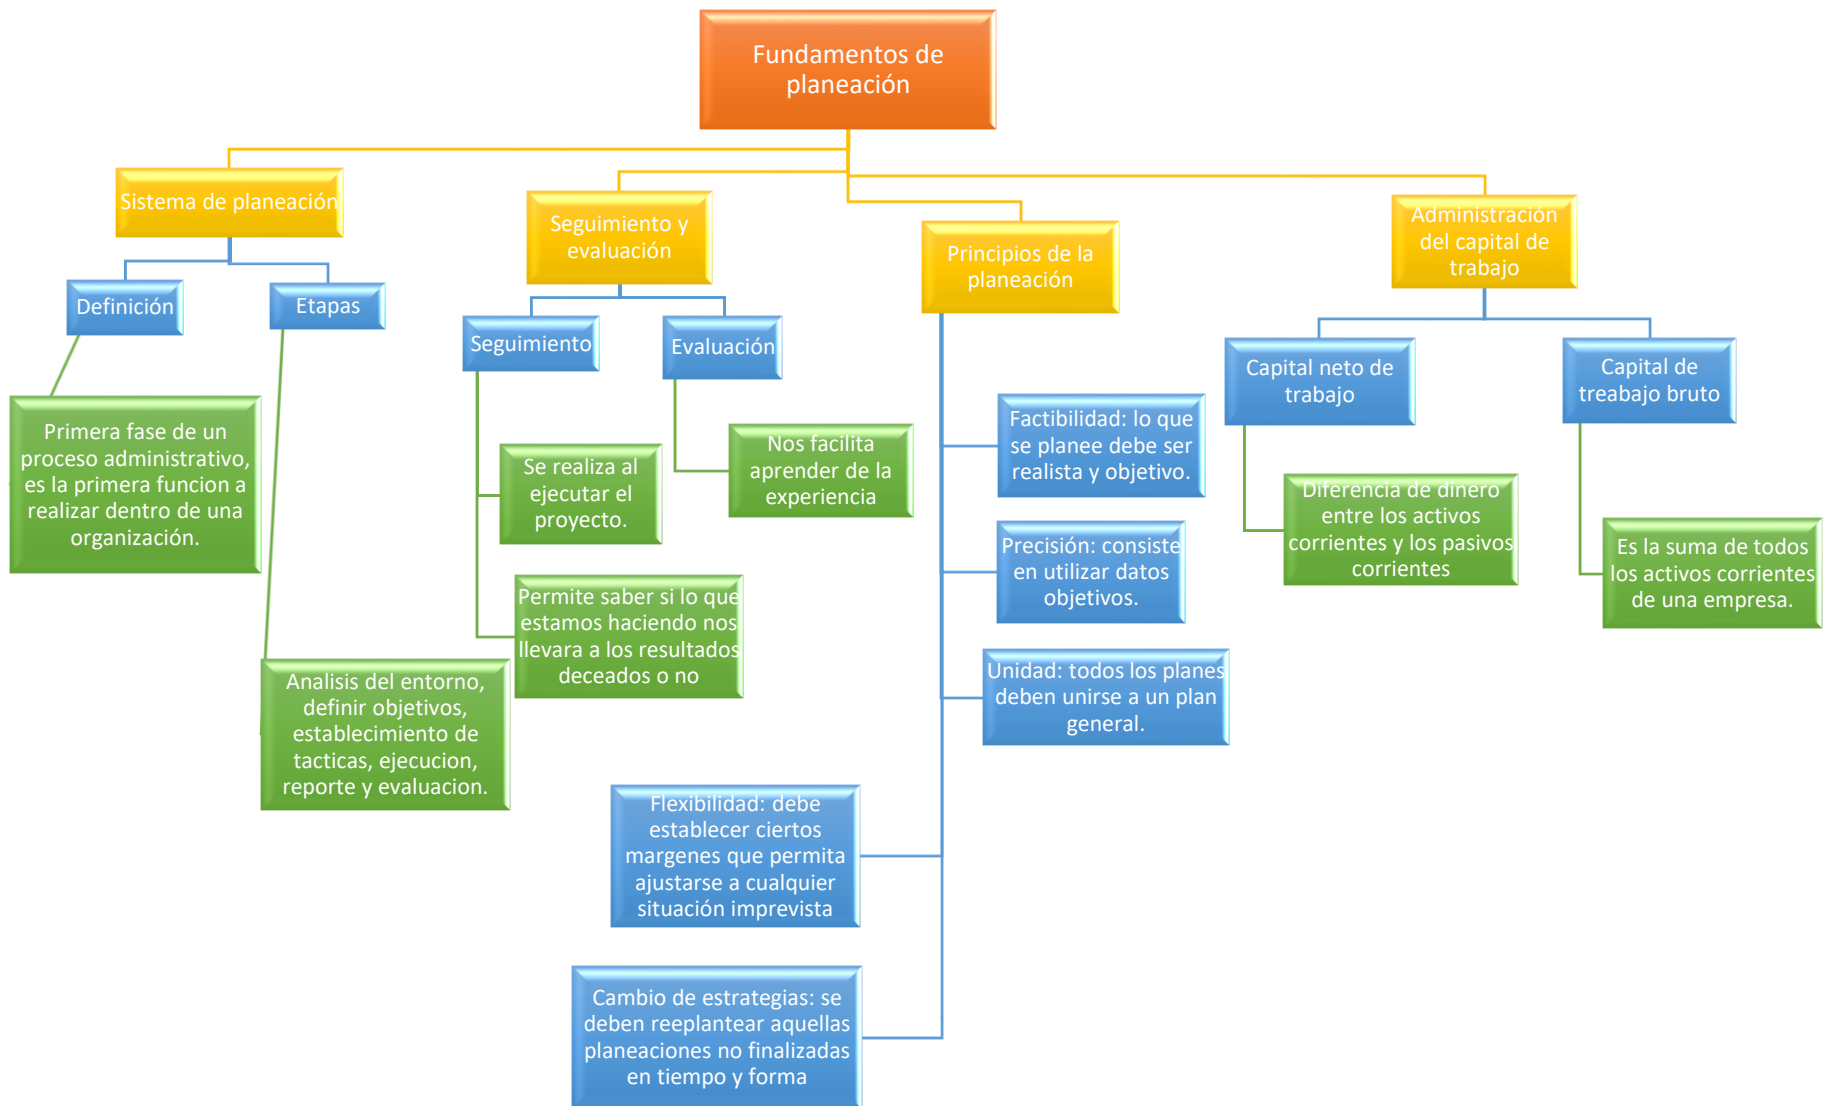 Fundamentos de
planeación
Sistema de planeación
Definición
Primera fase de un
proceso administrativo,
es la primera funcion a
realizar dentro de una
organización.
Etapas
Analisis del entorno,
definir objetivos,
establecimiento de
tacticas, ejecucion,
reporte y evaluacion.
Seguimiento y
evaluación
Seguimiento
Se realiza al
ejecutar el
proyecto.
Permite saber si lo que
estamos haciendo nos
llevara a los resultados
deceados o no
Evaluación
Nos facilita
aprender de la
experiencia
Principios de la
planeación
Factibilidad: lo que
se planee debe ser
realista y objetivo.
Precisión: consiste
en utilizar datos
objetivos.
Unidad: todos los planes
deben unirse a un plan
general.
Flexibilidad: debe
establecer ciertos
margenes que permita
ajustarse a cualquier
situación imprevista
Cambio de estrategias: se
deben reeplantear aquellas
planeaciones no finalizadas
en tiempo y forma
Administración
del capital de
trabajo
Capital neto de
trabajo
Diferencia de dinero
entre los activos
corrientes y los pasivos
corrientes
Capital de
treabajo bruto
Es la suma de todos
los activos corrientes
de una empresa.